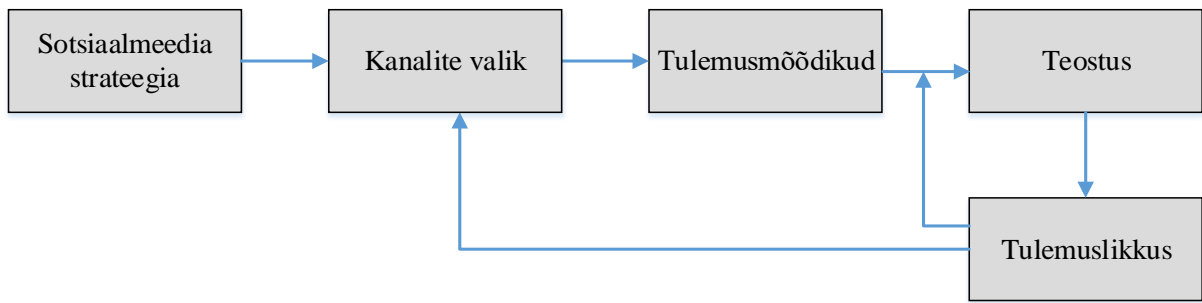 Sotsiaalmeedia
strateegia
Kanalite valik
Tulemusmõõdikud
Teostus
Tulemuslikkus